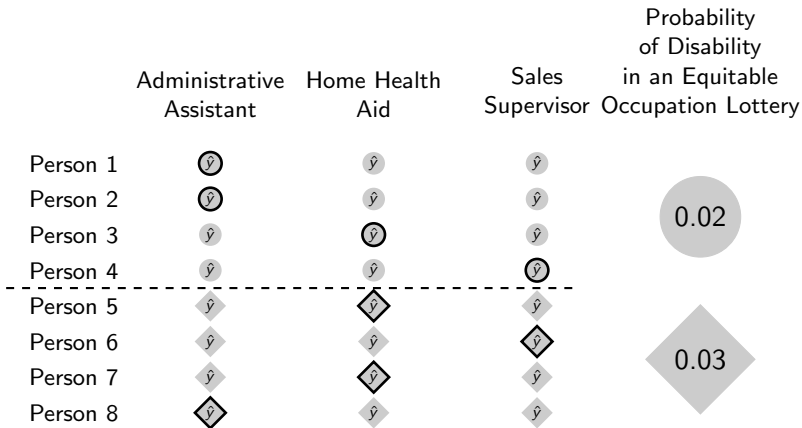 Probability
of Disability
in an Equitable
Occupation Lottery
Administrative
Assistant
Home Health
Aid
Sales
Supervisor
Person 1 ŷ ŷ ŷ
Person 2 ŷ ŷ ŷ
Person 3 ŷ ŷ ŷ
Person 4 ŷ ŷ ŷ
0.02
Person 5 ŷ ŷ ŷ
Person 6 ŷ ŷ ŷ
Person 7 ŷ ŷ ŷ
Person 8 ŷ ŷ ŷ
0.03